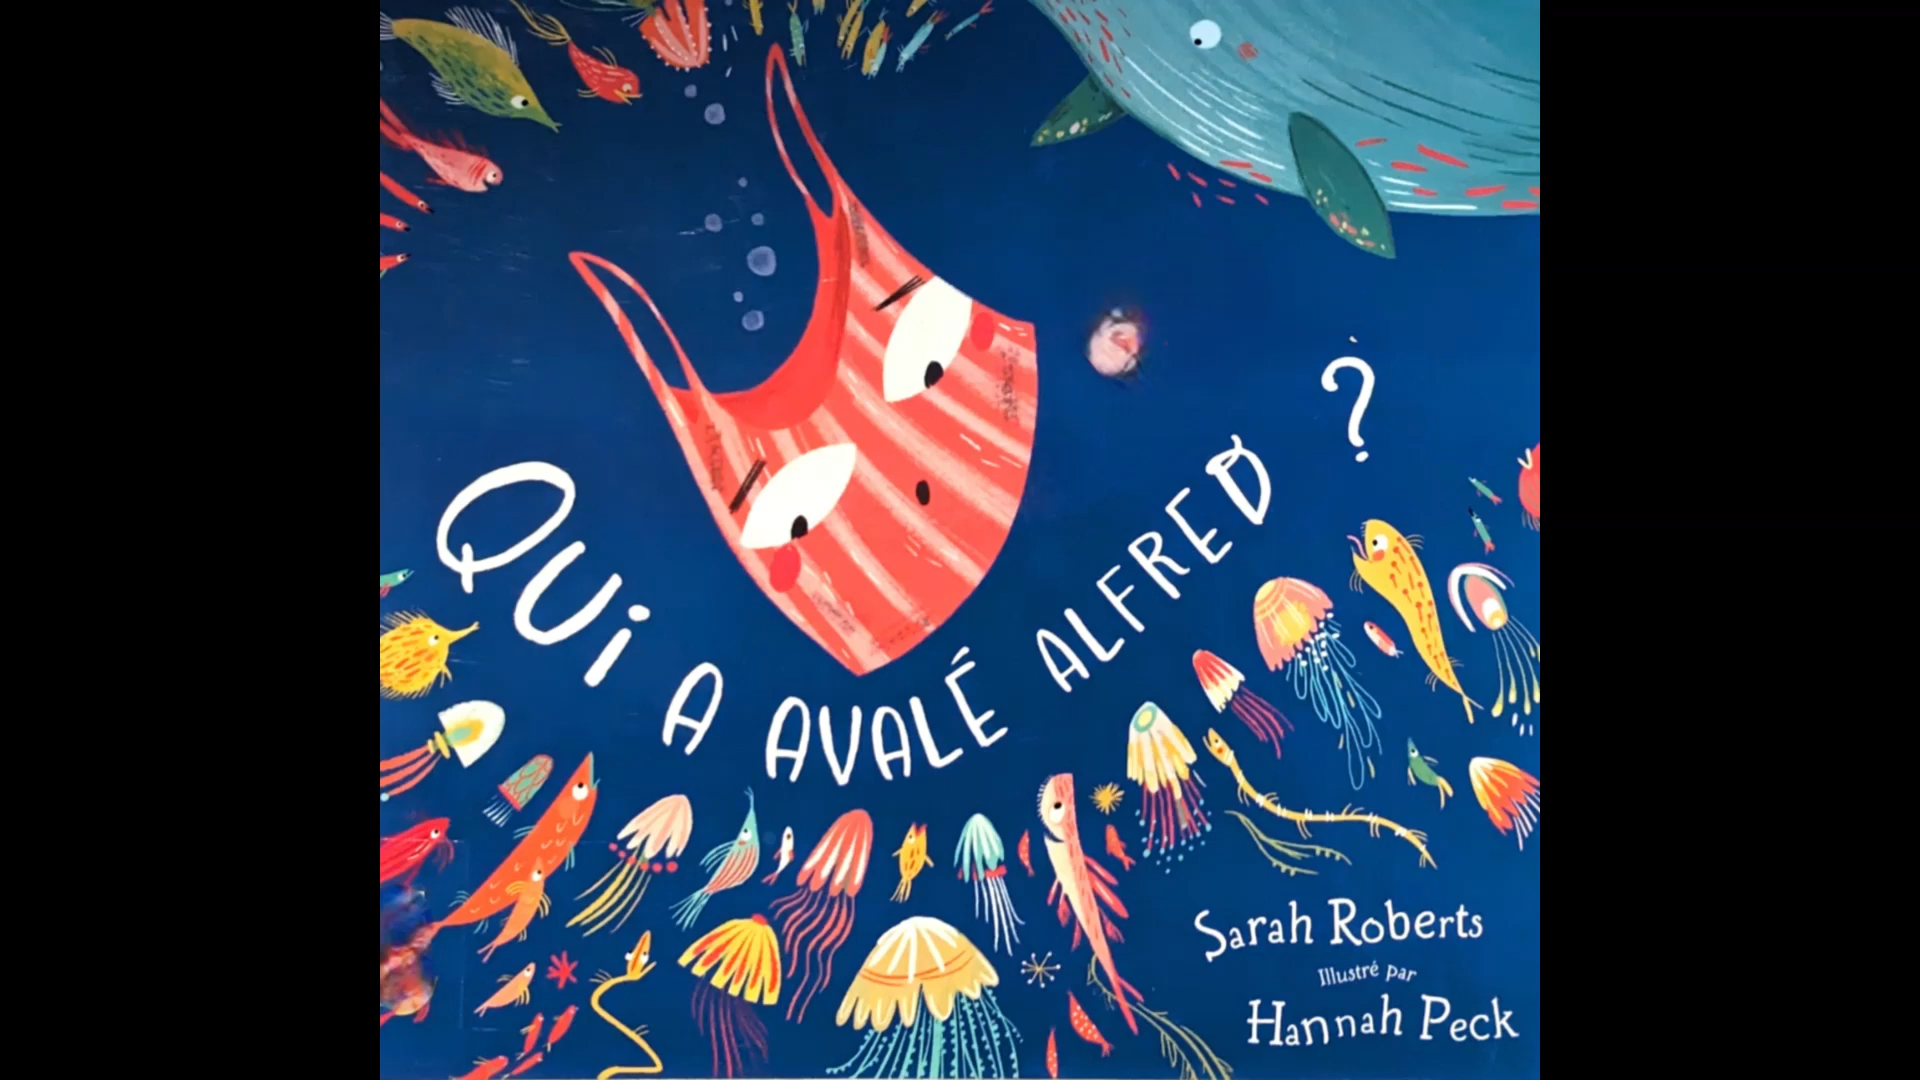 QUI A AVALÉ ALFRED ?
Sarah Roberts
Illustré par
Hannah Peck